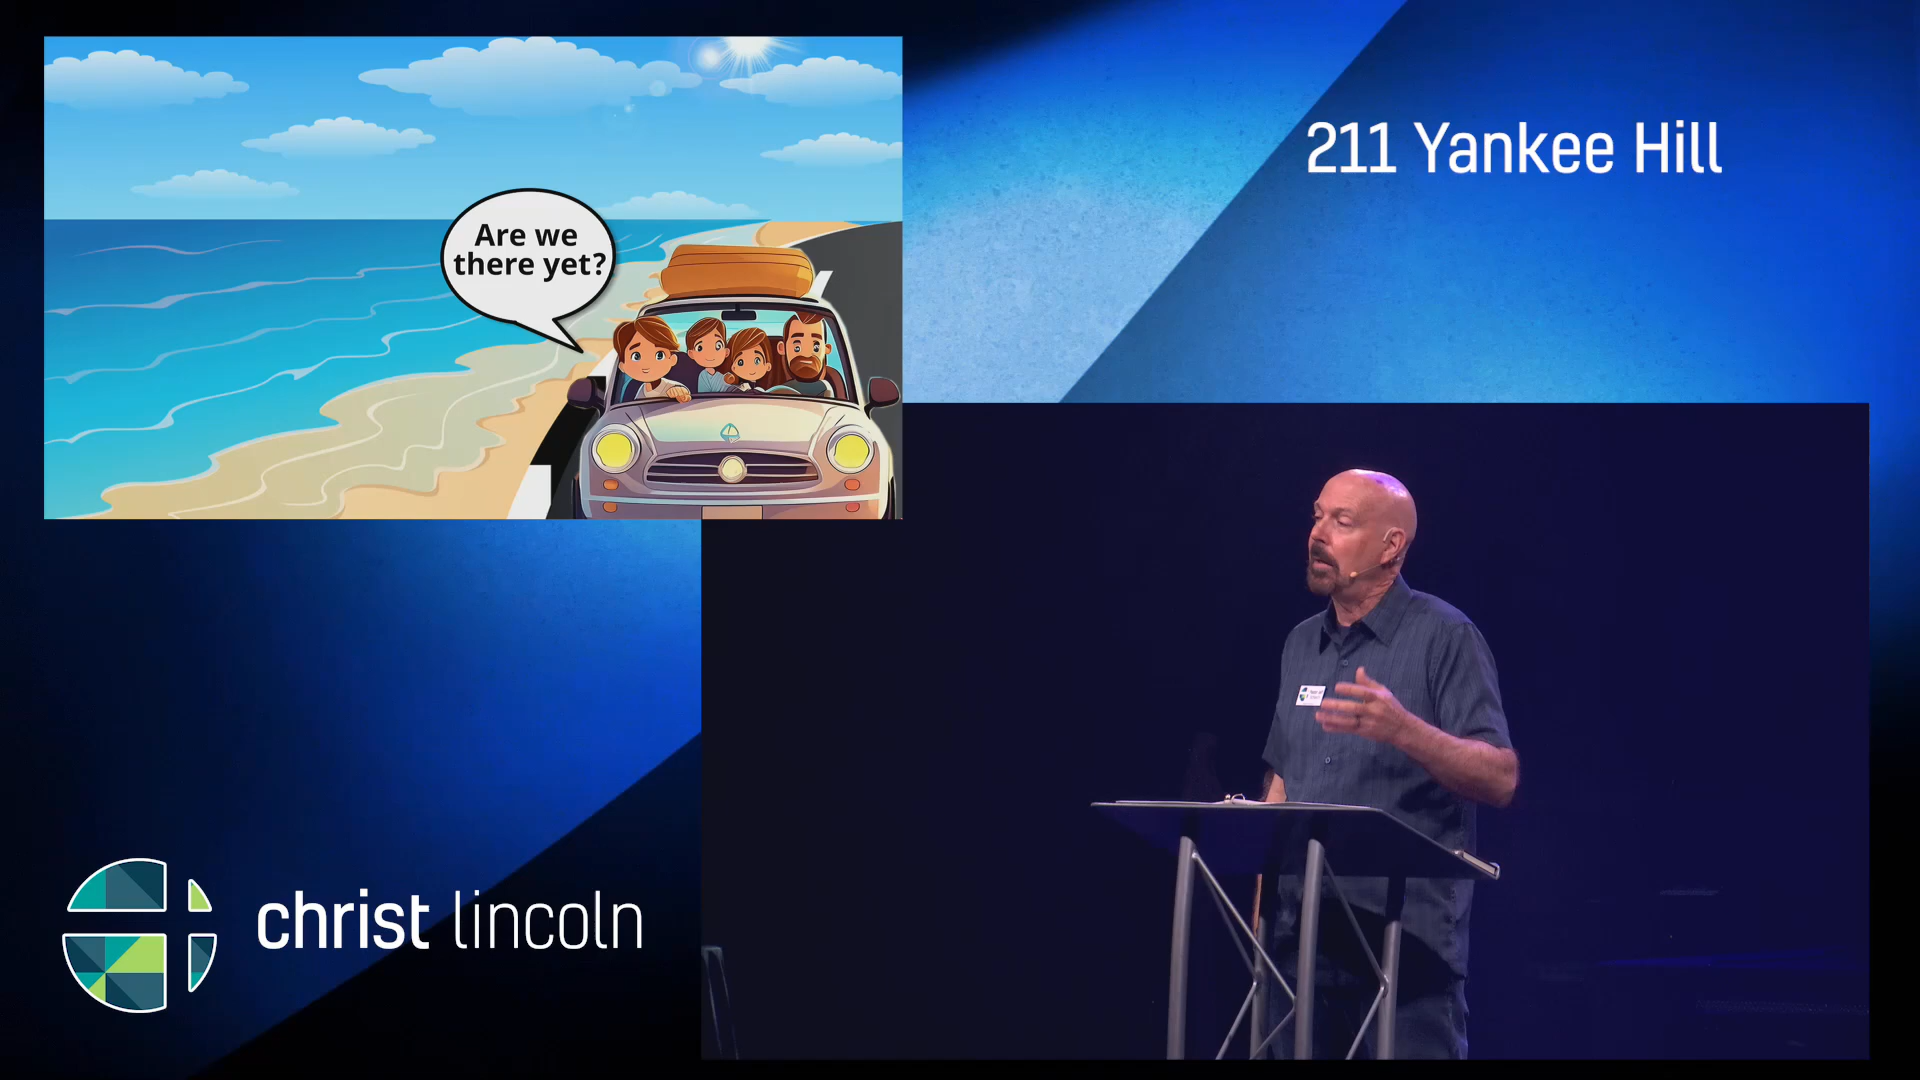 211 Yankee Hill
Are we
there yet?
christ lincoln